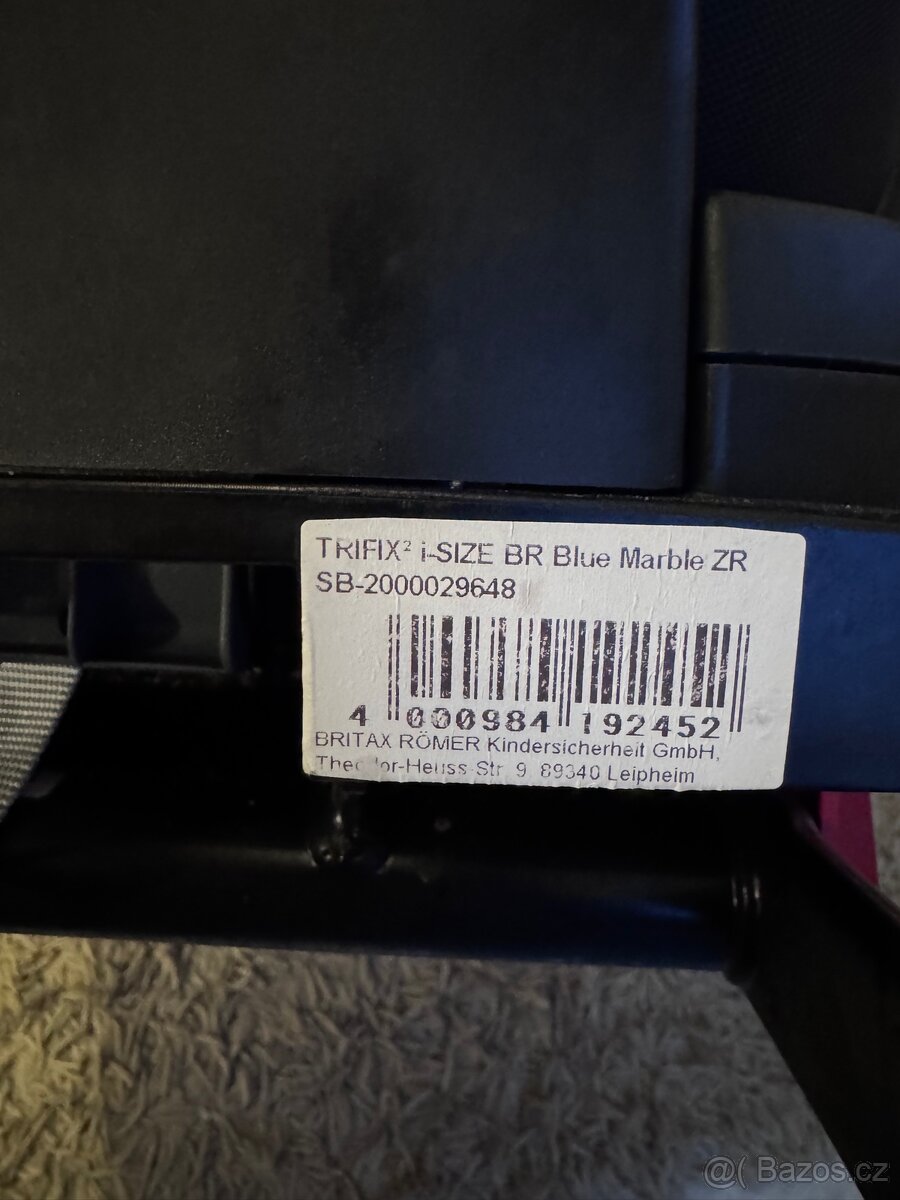 TRIFIX² i-SIZE BR Blue Marble ZR
SB-2000029648
4 000984 192452
BRITAX RÖMER Kindersicherheit GmbH,
Theodor-Heuss-Str. 9, 89340 Leipheim
@( Bazos.cz